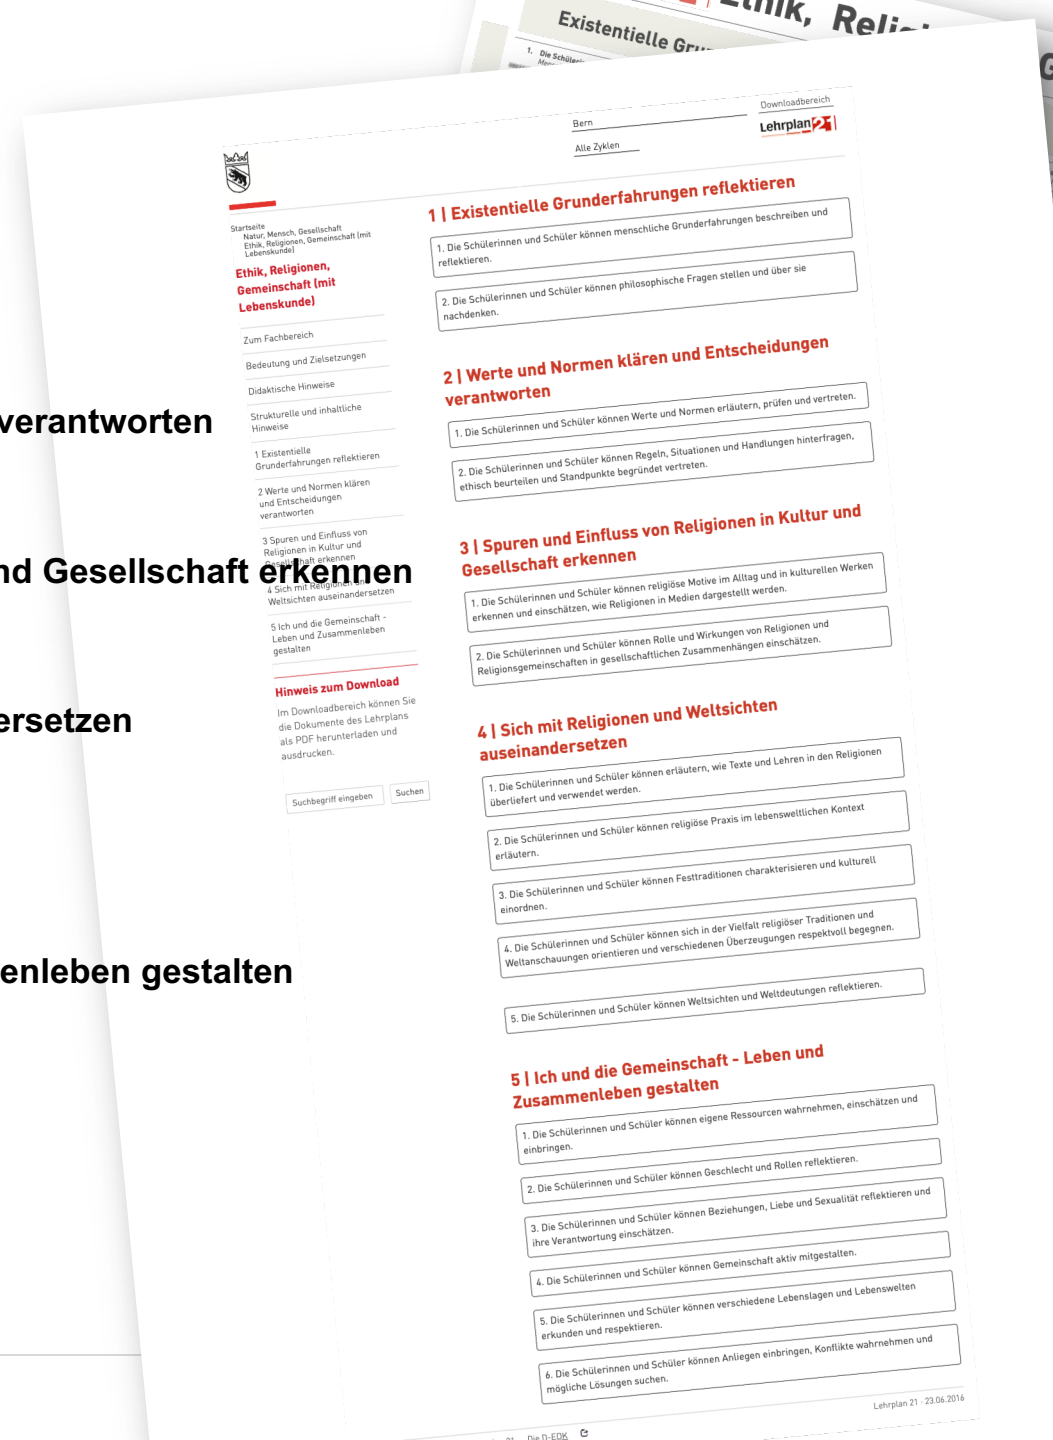 Existentielle
1. Die
Ethik,
Bern
Alle Zyklen
Downloadbereich
Lehrplan 21
Startseite
Natur, Mensch, Gesellschaft
Ethik, Religionen, Gemeinschaft (mit
Lebenskunde)
Ethik, Religionen,
Gemeinschaft (mit
Lebenskunde)
Zum Fachbereich
Bedeutung und Zielsetzungen
Didaktische Hinweise
Strukturelle und inhaltliche
Hinweise
1 Existentielle
Grunderfahrungen reflektieren
2 Werte und Normen klären
und Entscheidungen
verantworten
3 Spuren und Einfluss von
Religionen in Kultur und
Gesellschaft erkennen
4 Sich mit Religionen und
Weltsichten auseinandersetzen
5 Ich und die Gemeinschaft -
Leben und Zusammenleben
gestalten
Hinweis zum Download
Im Downloadbereich können Sie
die Dokumente des Lehrplans
als PDF herunterladen und
ausdrucken.
Suchbegriff eingeben
Suchen
verantworten
Gesellschaft erkennen
ersetzen
enleben gestalten
1 | Existentielle Grunderfahrungen reflektieren
1. Die Schülerinnen und Schüler können menschliche Grunderfahrungen beschreiben und
reflektieren.
2. Die Schülerinnen und Schüler können philosophische Fragen stellen und über sie
nachdenken.
2 | Werte und Normen klären und Entscheidungen
verantworten
1. Die Schülerinnen und Schüler können Werte und Normen erläutern, prüfen und vertreten.
2. Die Schülerinnen und Schüler können Regeln, Situationen und Handlungen hinterfragen,
ethisch beurteilen und Standpunkte begründet vertreten.
3 | Spuren und Einfluss von Religionen in Kultur und
Gesellschaft erkennen
1. Die Schülerinnen und Schüler können religiöse Motive im Alltag und in kulturellen Werken
erkennen und einschätzen, wie Religionen in Medien dargestellt werden.
2. Die Schülerinnen und Schüler können Rolle und Wirkungen von Religionen und
Religionsgemeinschaften in gesellschaftlichen Zusammenhängen einschätzen.
4 | Sich mit Religionen und Weltsichten
auseinandersetzen
1. Die Schülerinnen und Schüler können erläutern, wie Texte und Lehren in den Religionen
überliefert und verwendet werden.
2. Die Schülerinnen und Schüler können religiöse Praxis im lebensweltlichen Kontext
erläutern.
3. Die Schülerinnen und Schüler können Festtraditionen charakterisieren und kulturell
einordnen.
4. Die Schülerinnen und Schüler können sich in der Vielfalt religiöser Traditionen und
Weltanschauungen orientieren und verschiedenen Überzeugungen respektvoll begegnen.
5. Die Schülerinnen und Schüler können Weltsichten und Weltdeutungen reflektieren.
5 | Ich und die Gemeinschaft - Leben und
Zusammenleben gestalten
1. Die Schülerinnen und Schüler können eigene Ressourcen wahrnehmen, einschätzen und
einbringen.
2. Die Schülerinnen und Schüler können Geschlecht und Rollen reflektieren.
3. Die Schülerinnen und Schüler können Beziehungen, Liebe und Sexualität reflektieren und
ihre Verantwortung einschätzen.
4. Die Schülerinnen und Schüler können Gemeinschaft aktiv mitgestalten.
5. Die Schülerinnen und Schüler können verschiedene Lebenslagen und Lebenswelten
erkunden und respektieren.
6. Die Schülerinnen und Schüler können Anliegen einbringen, Konflikte wahrnehmen und
mögliche Lösungen suchen.
Die D-EDK
Lehrplan 21 - 23.06.2016